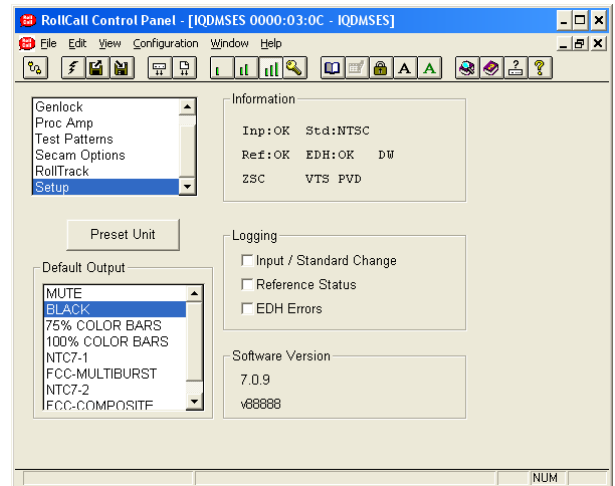 RollCall Control Panel - [IQDMSES 0000:03:0C - IQDMSES]
File Edit View Configuration Window Help
A A ?
Genlock
Proc Amp
Test Patterns
Secam Options
RollTrack
Setup
Preset Unit
Default Output
MUTE
BLACK
75% COLOR BARS
100% COLOR BARS
NTC7-1
FCC-MULTIBURST
NTC7-2
FCC-COMPOSITE
Information
Inp:OK Std:NTSC
Ref:OK EDH:OK DW
ZSC VTS PVD
Logging
Input / Standard Change
Reference Status
EDH Errors
Software Version
7.0.9
v88888
NUM